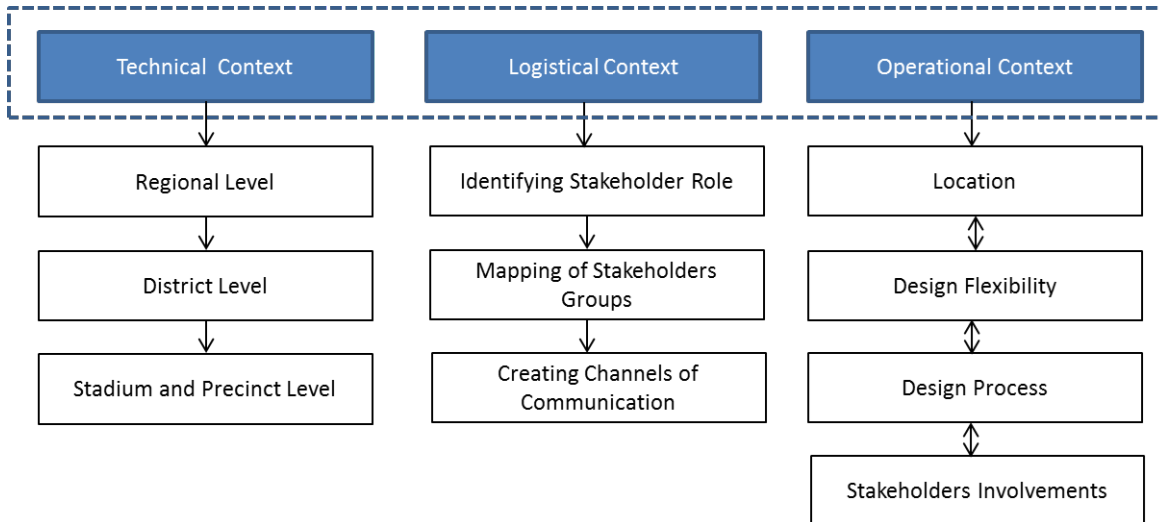 Technical Context
Logistical Context
Operational Context
Regional Level
Identifying Stakeholder Role
Location
District Level
Mapping of Stakeholders
Groups
Design Flexibility
Stadium and Precinct Level
Creating Channels of
Communication
Design Process
Stakeholders Involvements